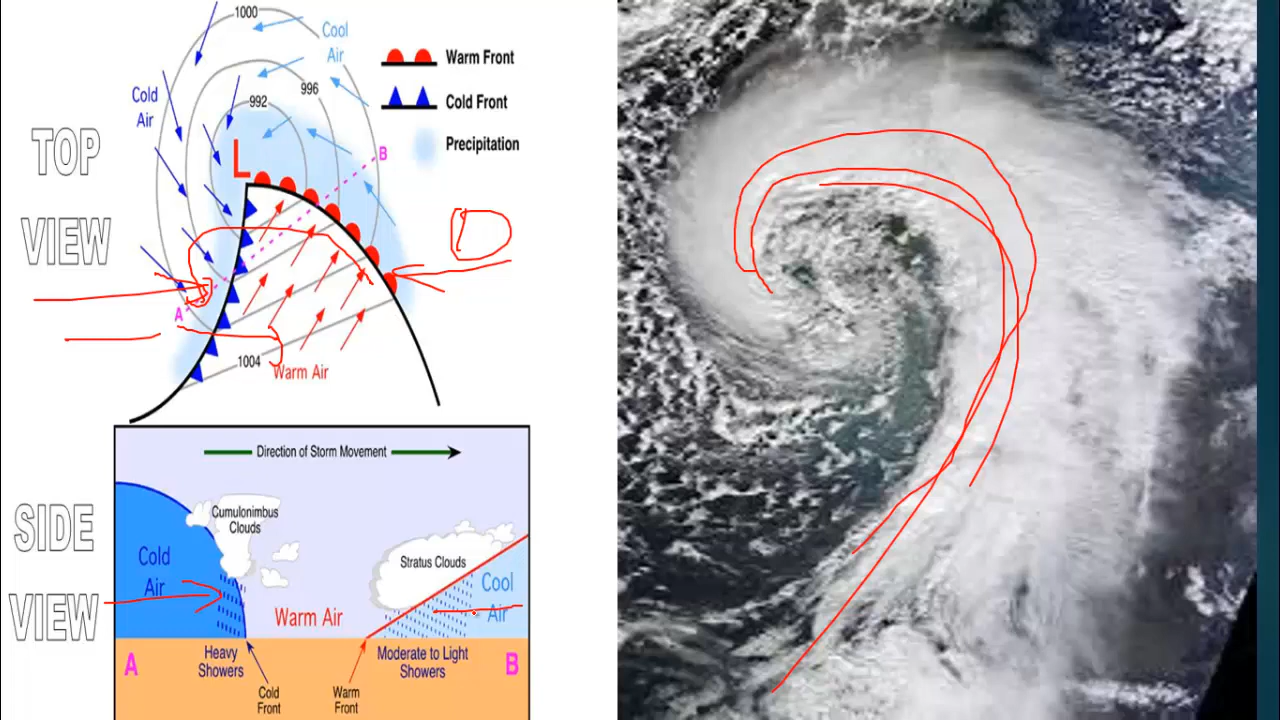 1000
Cool
Air
Warm Front
996
Cold
Air
992
Cold Front
Precipitation
TOP
VIEW
L
B
D
A
1004
Warm Air
Direction of Storm Movement
SIDE
VIEW
Cumulonimbus
Clouds
Cold
Air
Stratus Clouds
Cool
Air
Warm Air
A
Heavy
Showers
Moderate to Light
Showers
B
Cold
Front
Warm
Front